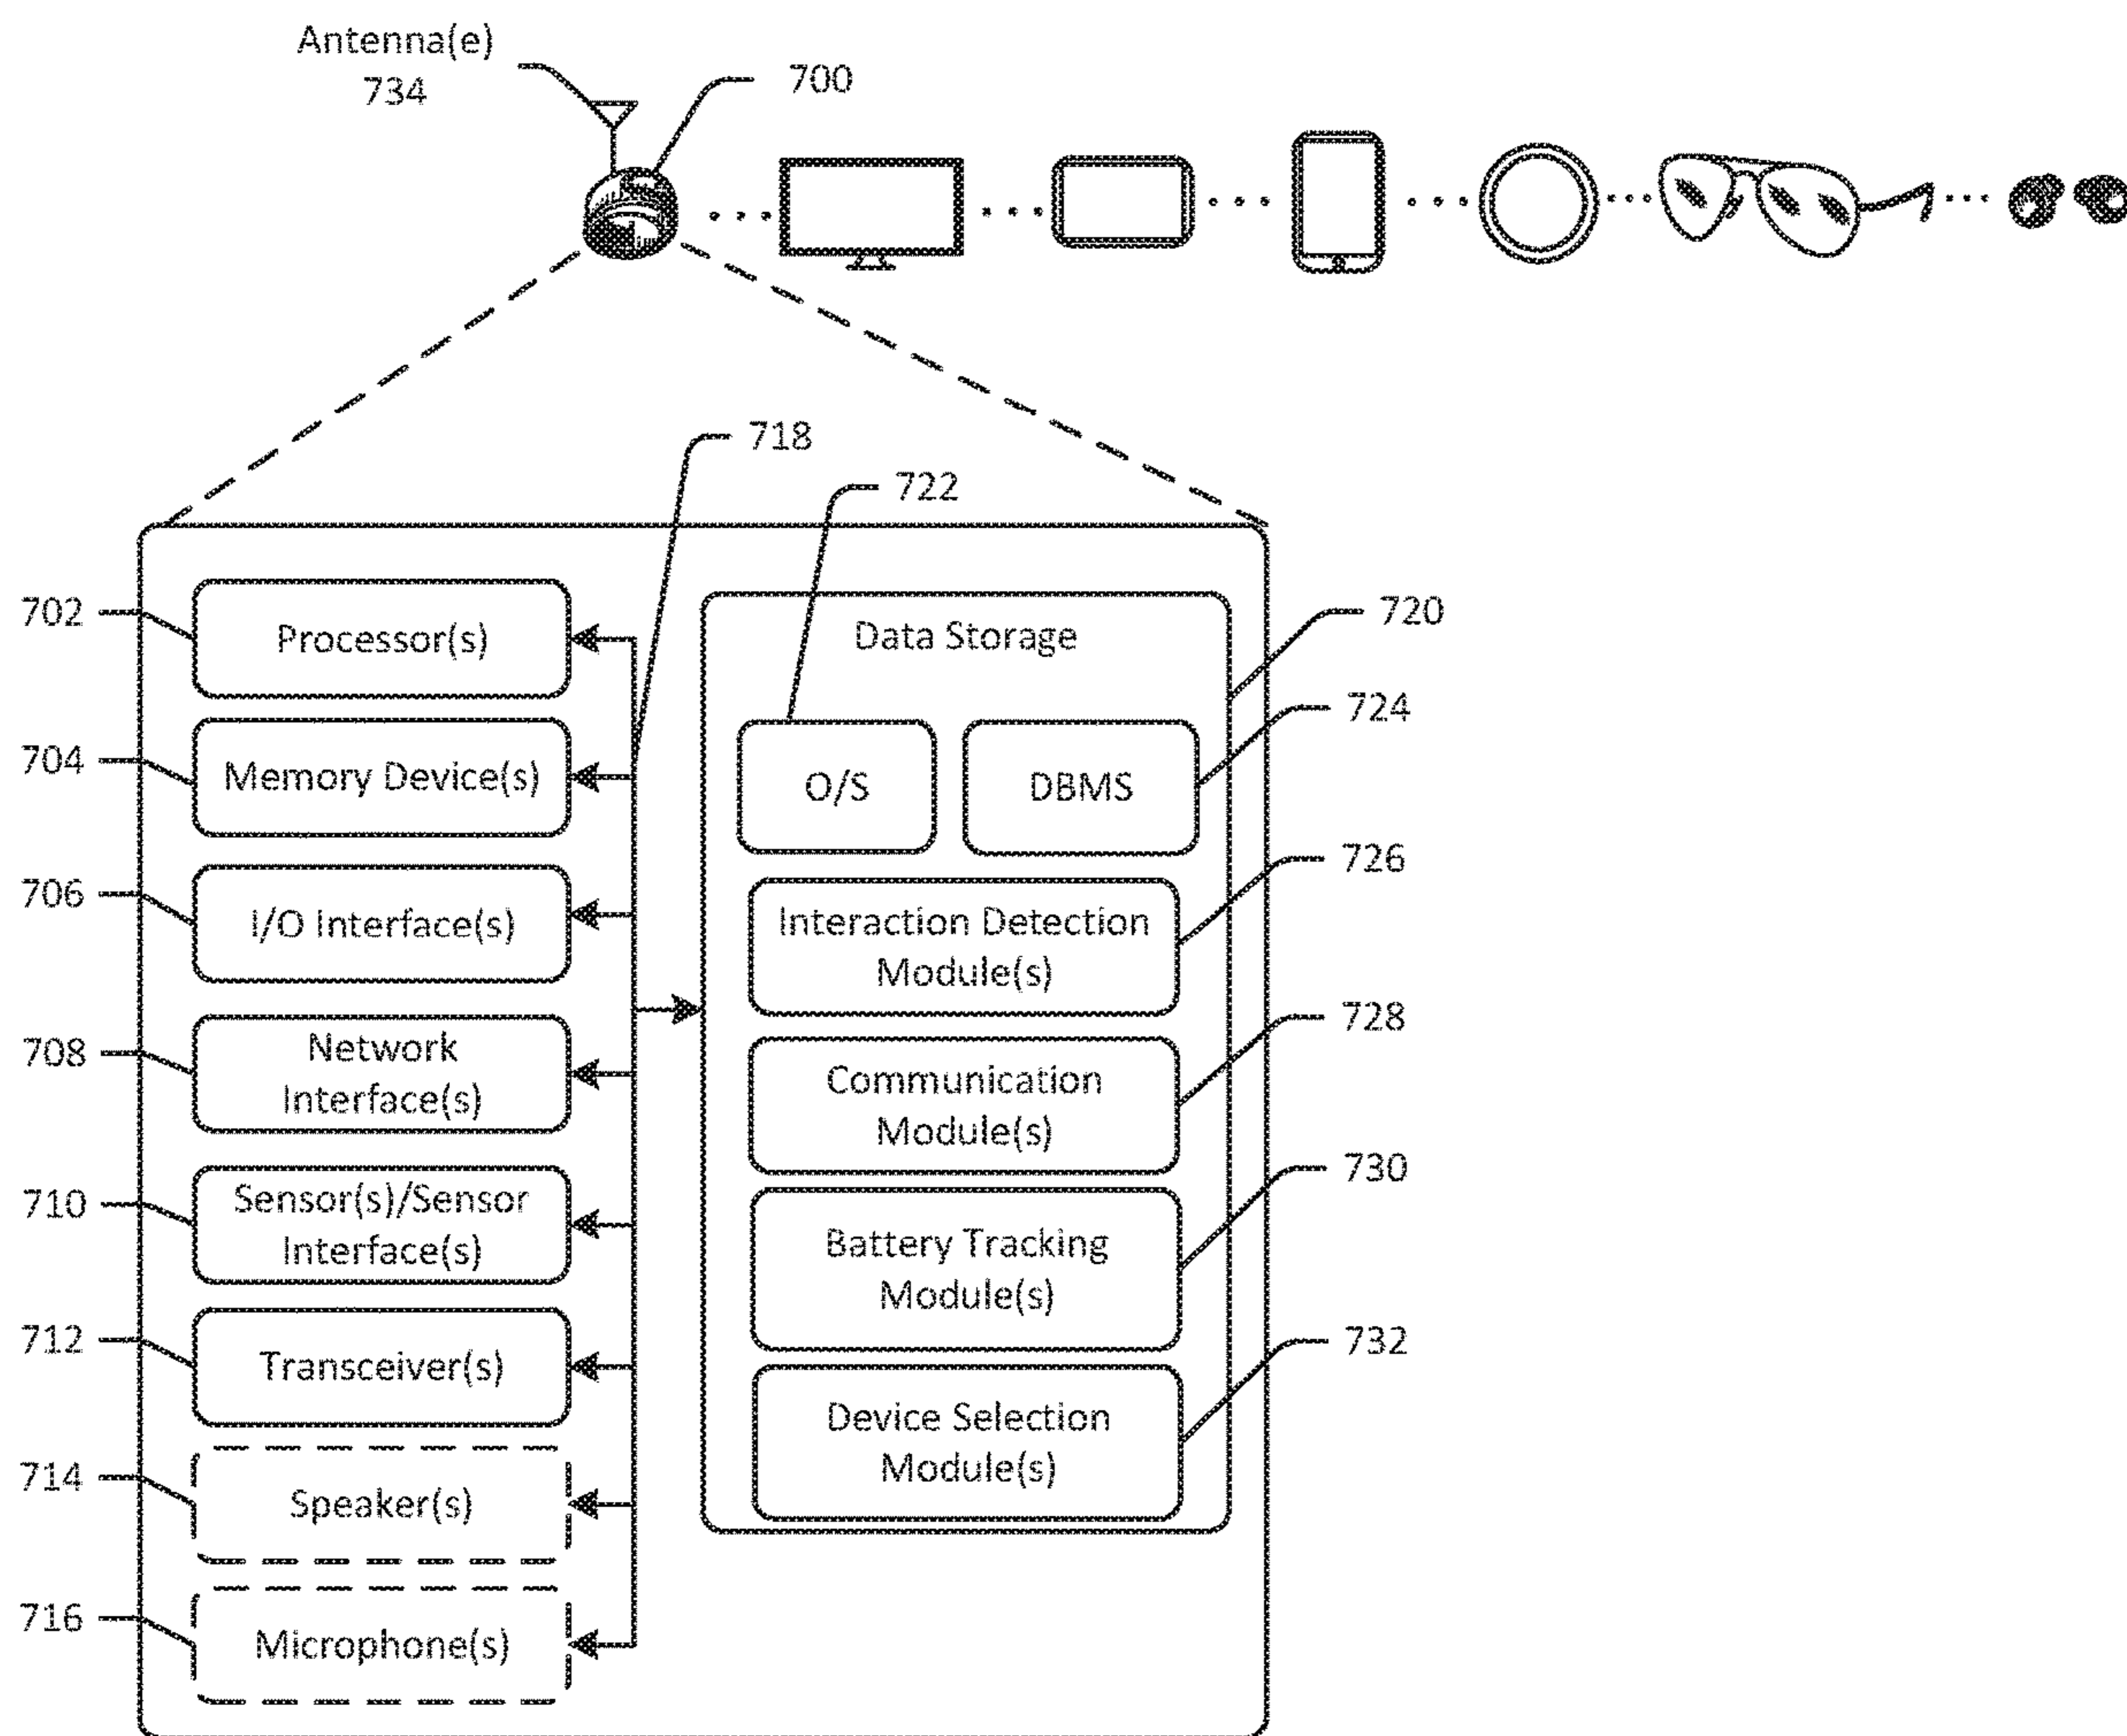 Antenna(e)
734
700
718
722
702
Processor(s)
704
Memory Device(s)
706
I/O Interface(s)
708
Network
Interface(s)
710
Sensor(s)/Sensor
Interface(s)
712
Transceiver(s)
714
Speaker(s)
716
Microphone(s)
Data Storage
720
O/S
DBMS
724
Interaction Detection
Module(s)
726
Communication
Module(s)
728
Battery Tracking
Module(s)
730
Device Selection
Module(s)
732